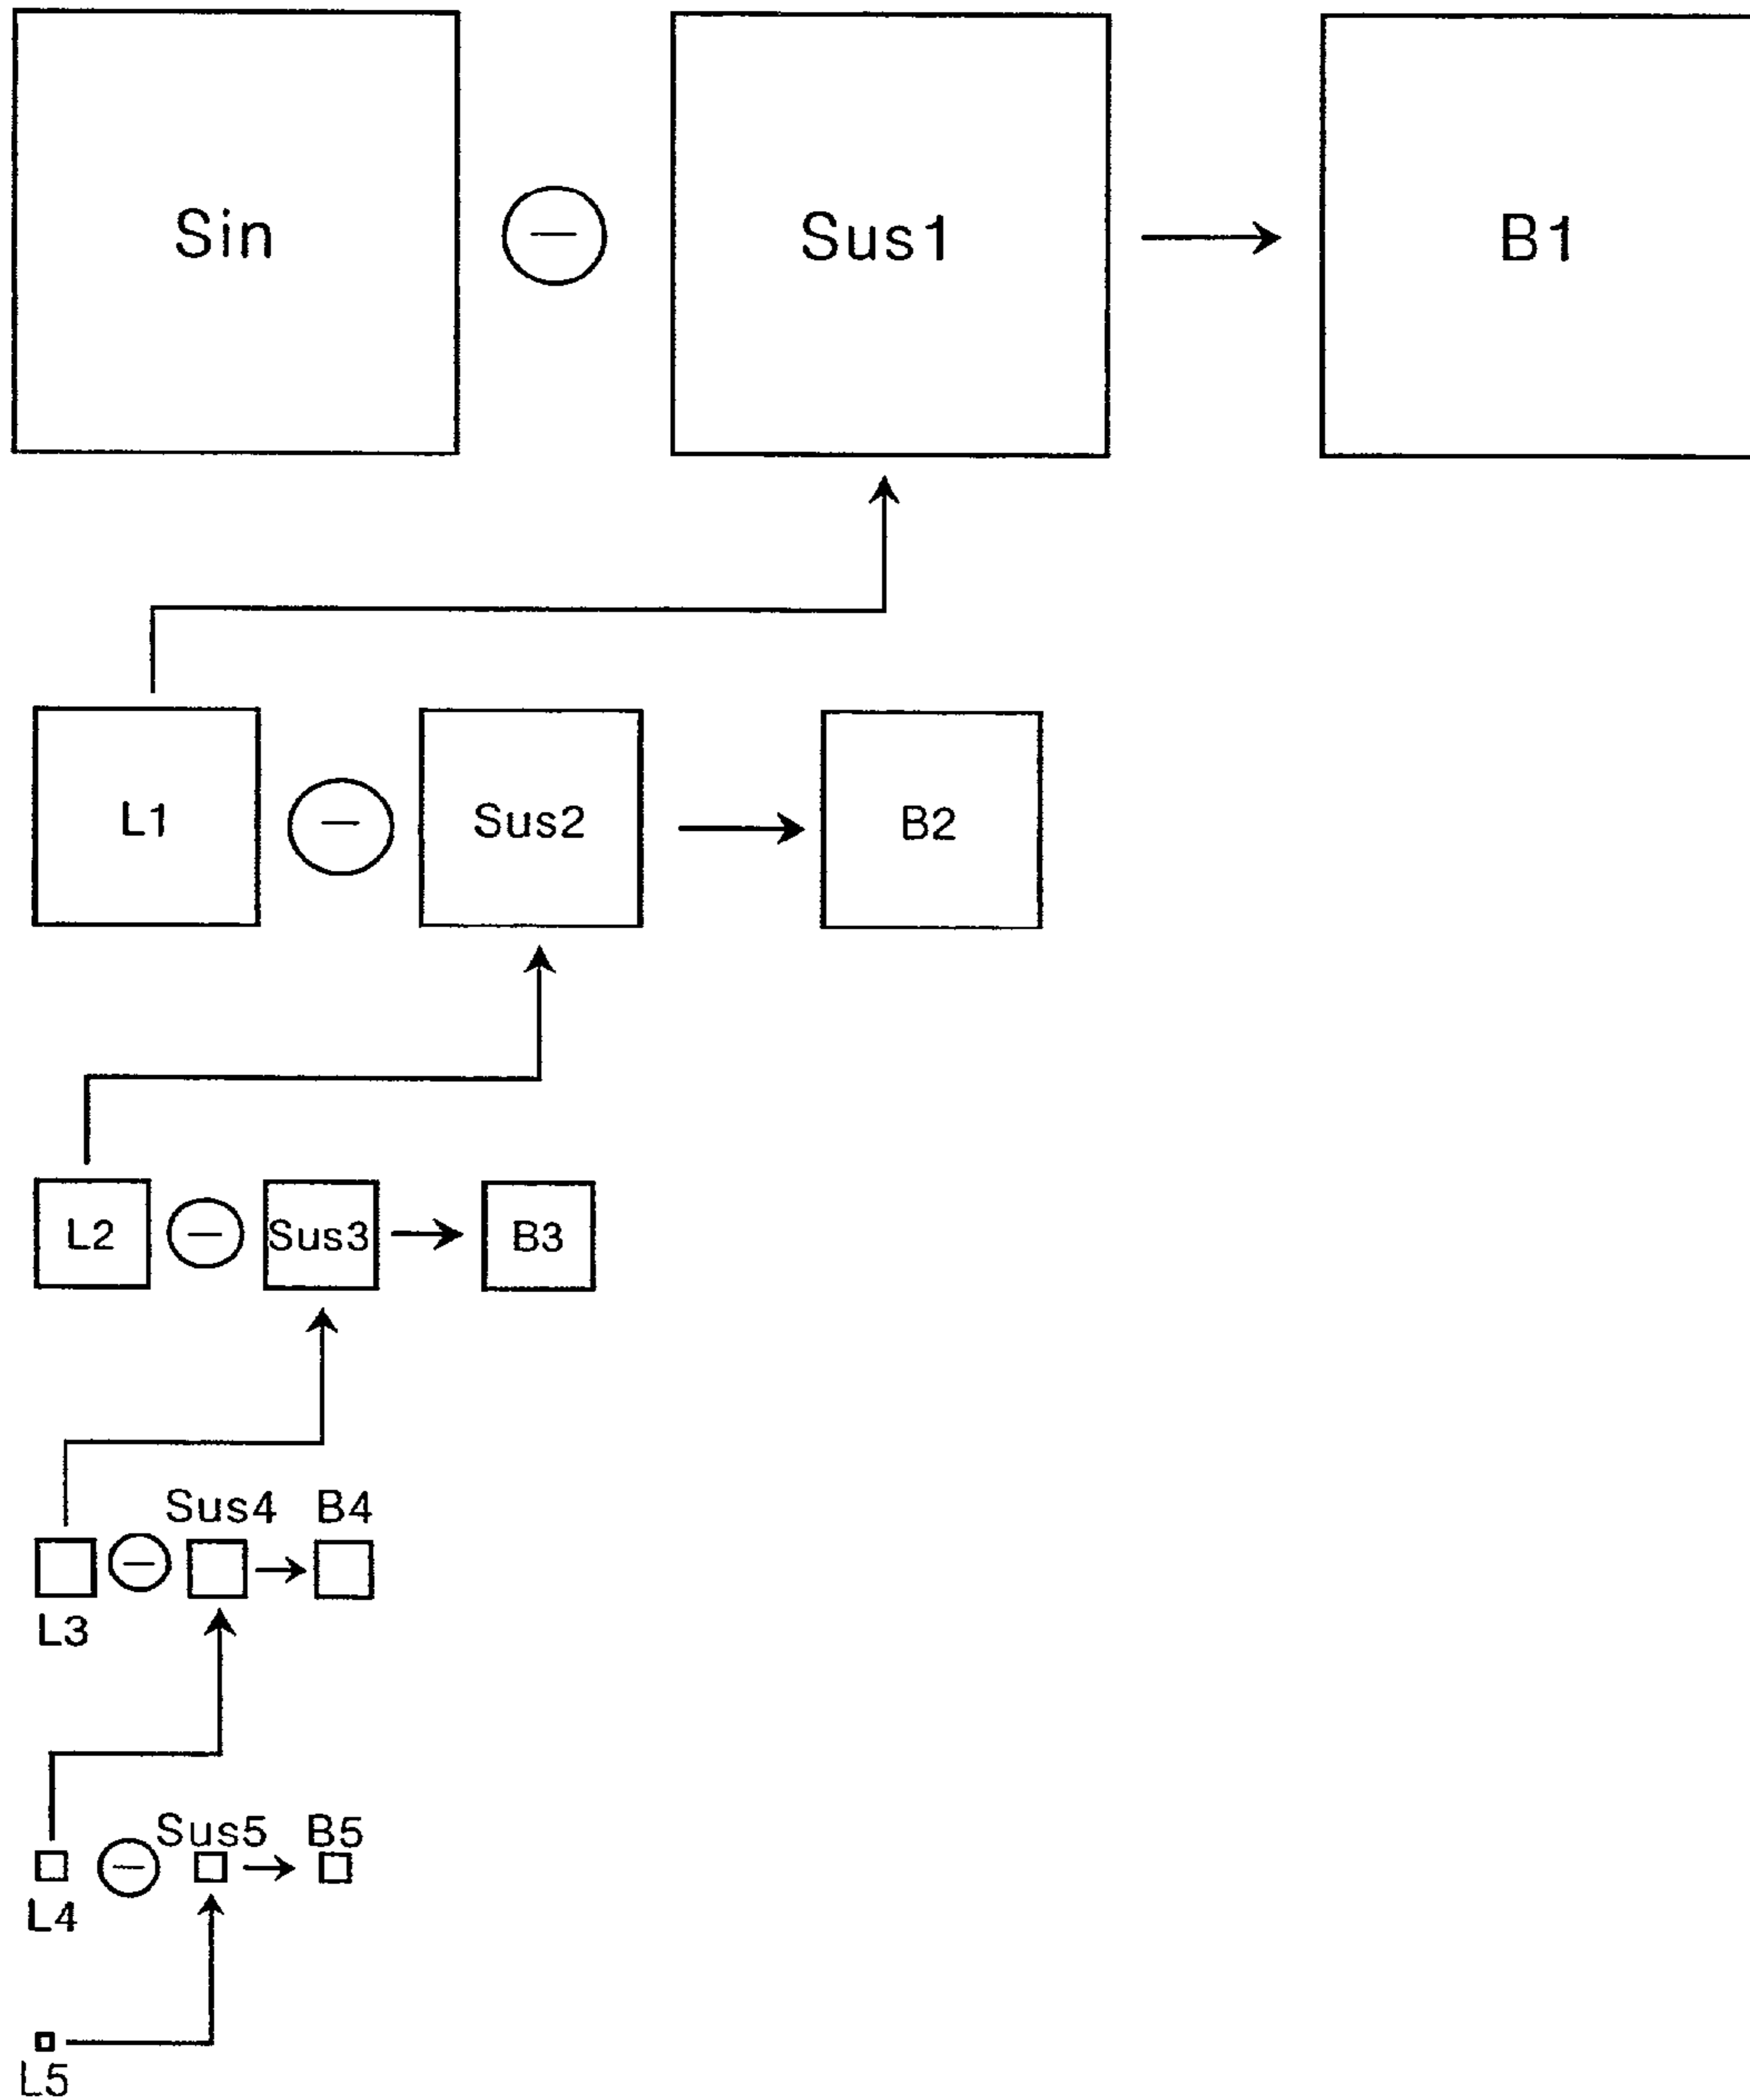 Sin − Sus1 B1
L1 − Sus2 B2
L2 − Sus3 B3
Sus4 B4
−
L3
Sus5 B5
−
L4
L5